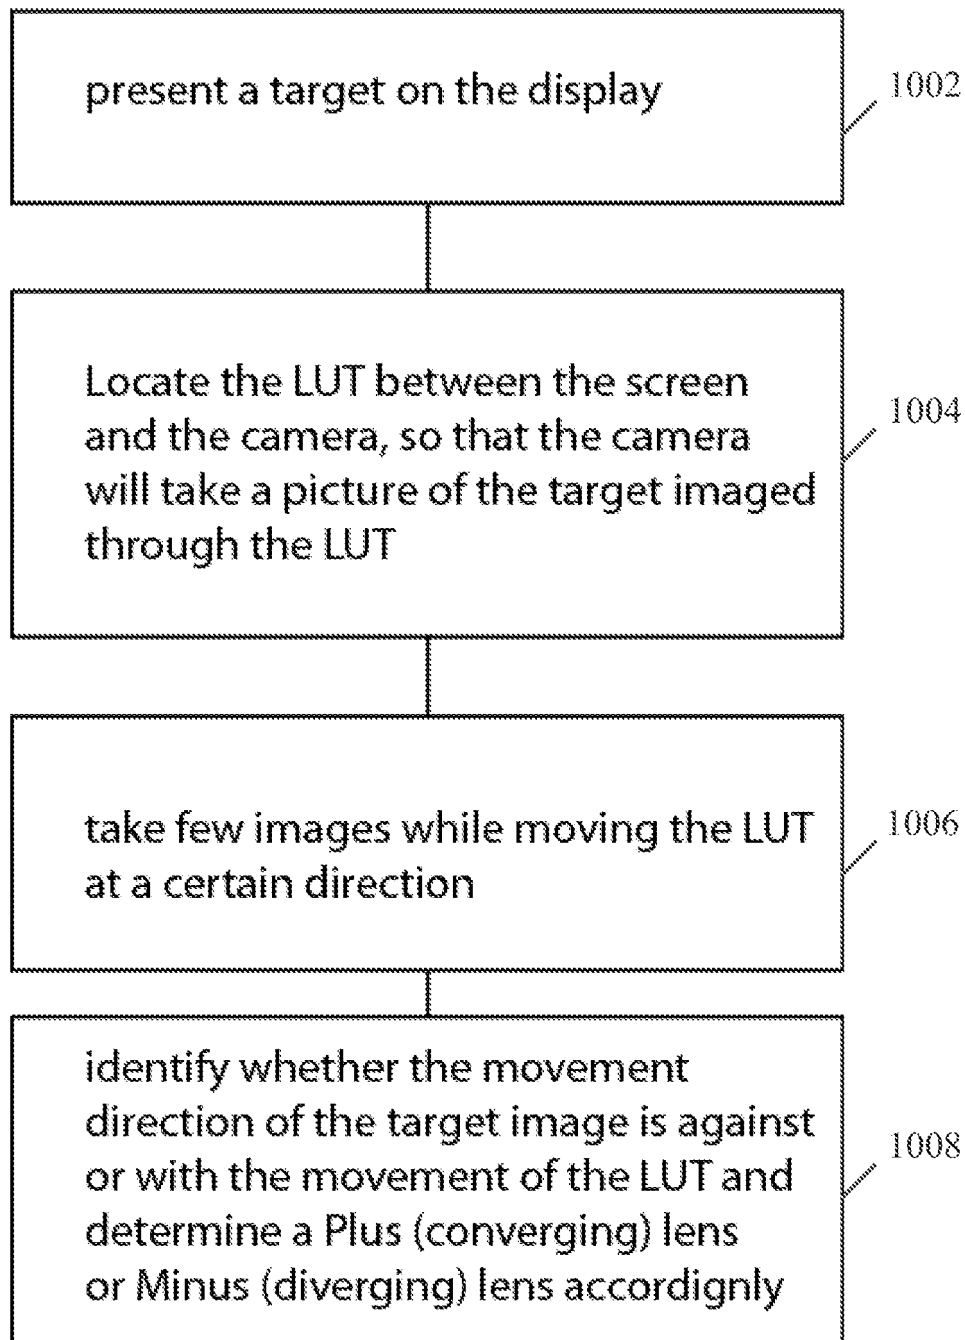 present a target on the display
1002
Locate the LUT between the screen
and the camera, so that the camera
will take a picture of the target imaged
through the LUT
1004
take few images while moving the LUT
at a certain direction
1006
identify whether the movement
direction of the target image is against
or with the movement of the LUT and
determine a Plus (converging) lens
or Minus (diverging) lens accordignly
1008